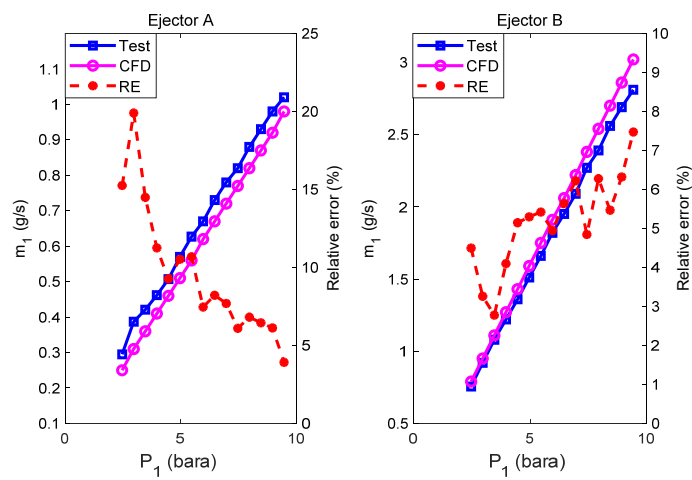 Ejector A
Test
CFD
RE
1.1
1
0.9
0.8
0.7
0.6
0.5
0.4
0.3
0.2
0.1
m1 (g/s)
25
20
15
10
5
0
Relative error (%)
0 5 10
P1 (bara)
Ejector B
Test
CFD
RE
3
2.5
2
1.5
1
0.5
m1 (g/s)
10
9
8
7
6
5
4
3
2
1
0
Relative error (%)
0 5 10
P1 (bara)